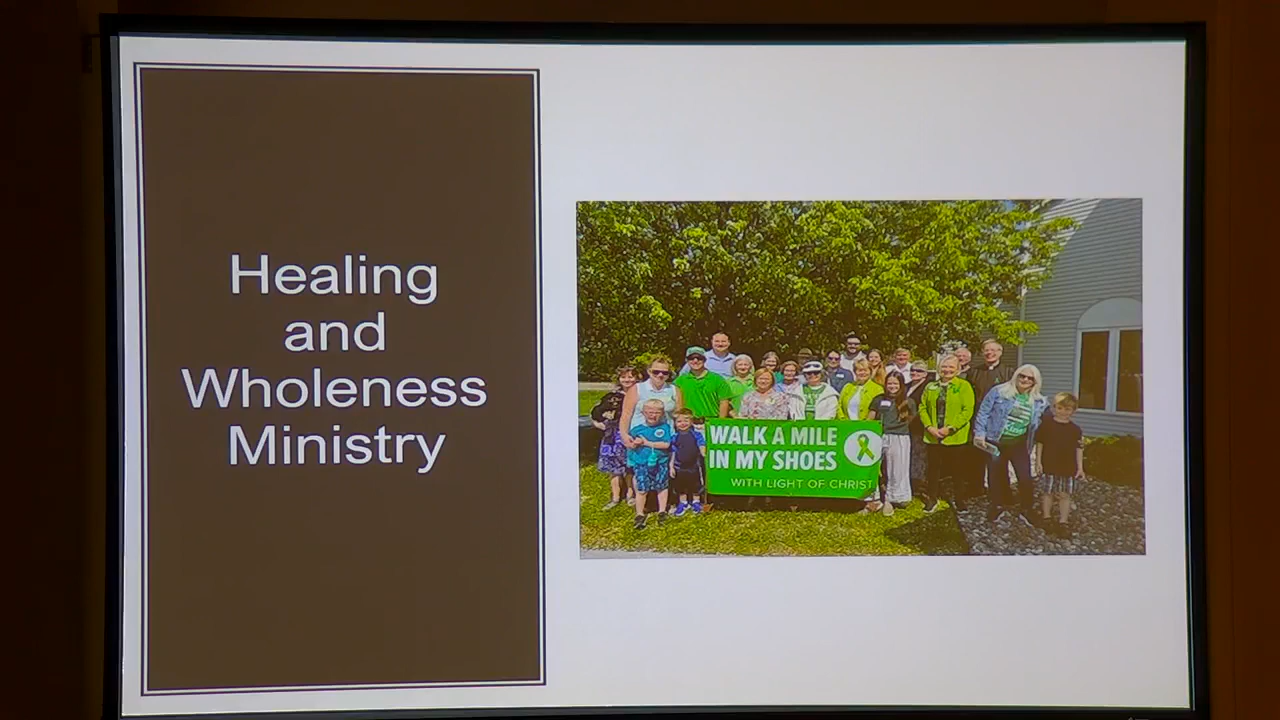 Healing
and
Wholeness
Ministry
WALK A MILE
IN MY SHOES
WITH LIGHT OF CHRIST